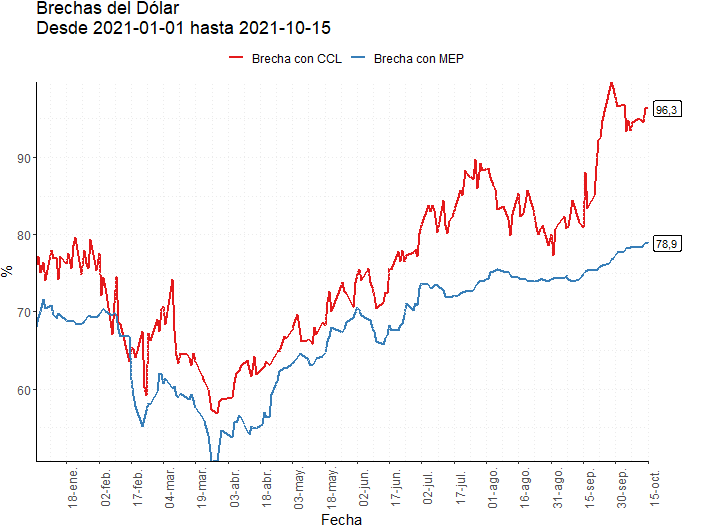 Brechas del Dólar
Desde 2021-01-01 hasta 2021-10-15
Brecha con CCL Brecha con MEP
96,3
90
80
78,9
%
70
60
18-ene. 02-feb. 17-feb. 04-mar. 19-mar. 03-abr. 18-abr. 03-may. 18-may. 02-jun. 17-jun. 02-jul. 17-jul. 01-ago. 16-ago. 31-ago. 15-sep. 30-sep. 15-oct.
Fecha